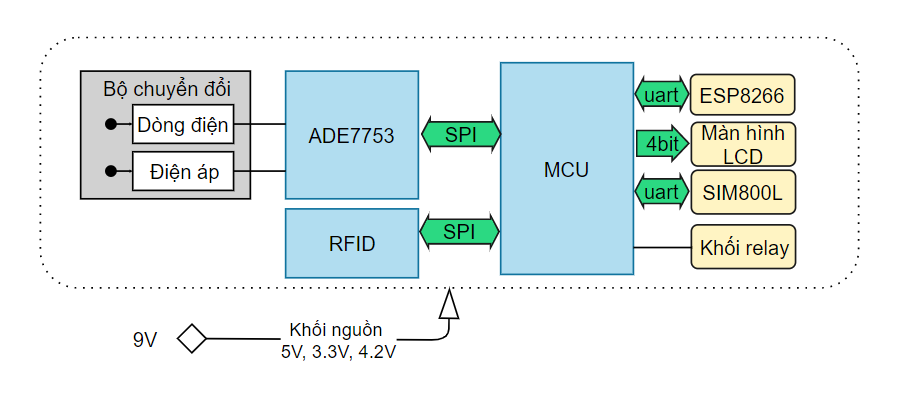 Bộ chuyển đổi
Dòng điện
Điện áp
ADE7753
RFID
SPI
SPI
MCU
uart
4bit
uart
ESP8266
Màn hình
LCD
SIM800L
Khối relay
9V
Khối nguồn
5V, 3.3V, 4.2V